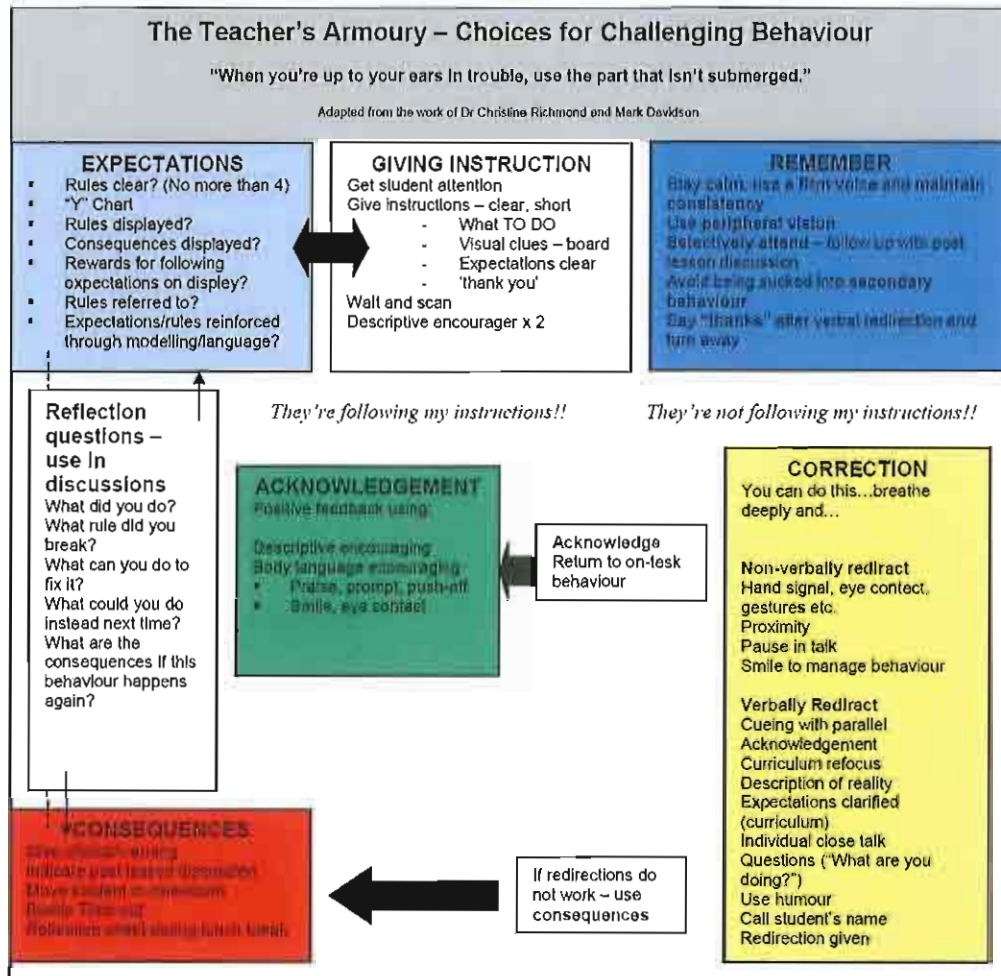 The Teacher's Armoury – Choices for Challenging Behaviour
"When you're up to your ears in trouble, use the part that isn't submerged."
Adapted from the work of Dr Christine Richmond and Mark Davidson
EXPECTATIONS
▪ Rules clear? (No more than 4)
▪ "Y" Chart
▪ Rules displayed?
▪ Consequences displayed?
▪ Rewards for following
expectations on display?
▪ Rules referred to?
▪ Expectations/rules reinforced
through modelling/language?
GIVING INSTRUCTION
Get student attention
Give instructions – clear, short
- What TO DO
- Visual clues – board
- Expectations clear
- 'thank you'
Wait and scan
Descriptive encourager x 2
REMEMBER
Stay calm, use a firm voice and maintain
consistency
Use peripheral vision
Selectively attend – follow up with post
lesson discussion
Avoid being sucked into secondary
behaviour
Say "thanks" after verbal redirection and
turn away
Reflection
questions –
use in
discussions
What did you do?
What rule did you
break?
What can you do to
fix it?
What could you do
instead next time?
What are the
consequences if this
behaviour happens
again?
They're following my instructions!!
They're not following my instructions!!
ACKNOWLEDGEMENT
Positive feedback using:
Descriptive encouraging
Body language encouraging
▪ Praise, prompt, push-off
▪ Smile, eye contact
Acknowledge
Return to on-task
behaviour
CORRECTION
You can do this...breathe
deeply and...
Non-verbally redirect
Hand signal, eye contact,
gestures etc.
Proximity
Pause in talk
Smile to manage behaviour
Verbally Redirect
Cueing with parallel
Acknowledgement
Curriculum refocus
Description of reality
Expectations clarified
(curriculum)
Individual close talk
Questions ("What are you
doing?")
Use humour
Call student's name
Redirection given
CONSEQUENCES
Indicate post lesson discussion
Move student
Time out
Reflection sheet during lunch break
If redirections do
not work – use
consequences